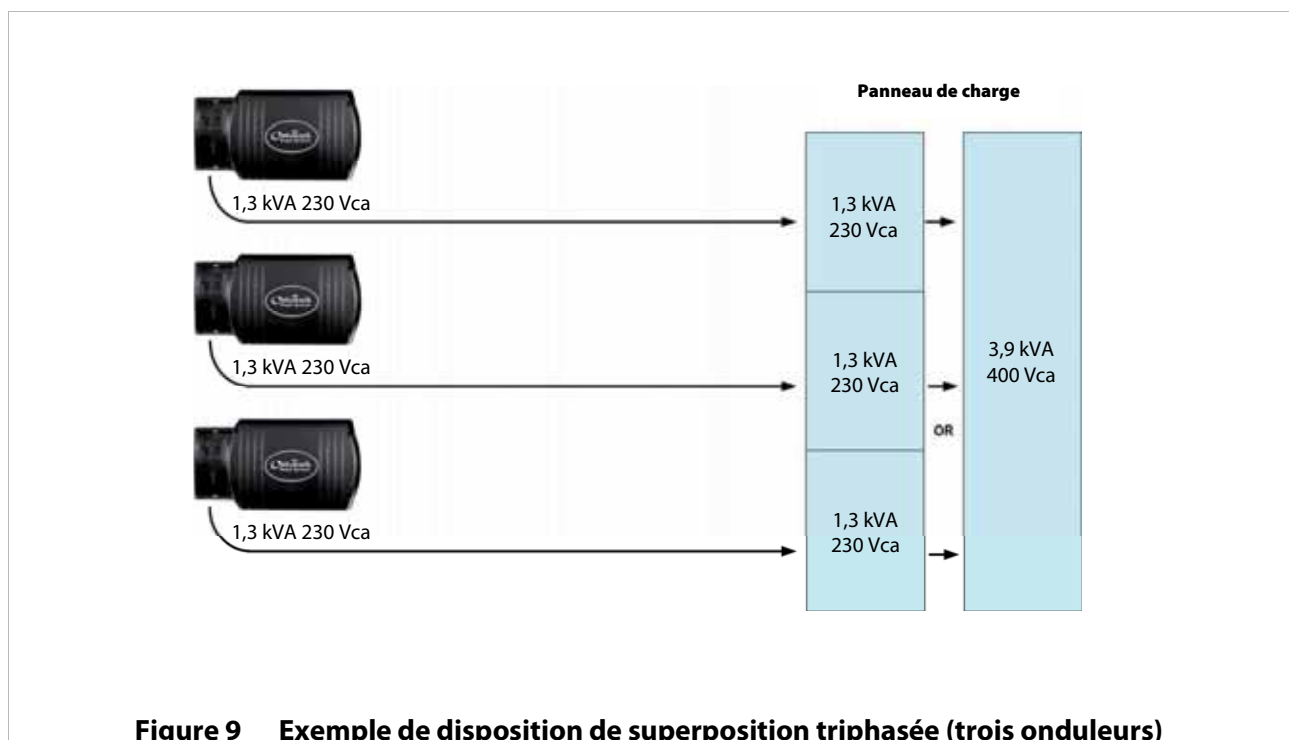 Panneau de charge
1,3 kVA 230 Vca
1,3 kVA
230 Vca
1,3 kVA 230 Vca
1,3 kVA
230 Vca
3,9 kVA
400 Vca
OR
1,3 kVA 230 Vca
1,3 kVA
230 Vca
Figure 9 Exemple de disposition de superposition triphasée (trois onduleurs)